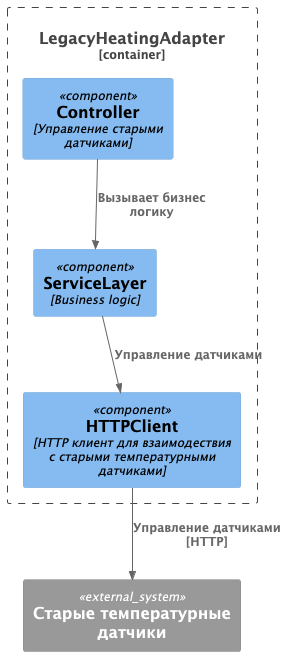 LegacyHeatingAdapter
[container]
«component»
Controller
[Управление старыми
датчиками]
Вызывает бизнес
логику
«component»
ServiceLayer
[Business logic]
Управление датчиками
«component»
HTTPClient
[HTTP клиент для взаимодествия
с старыми температурными
датчиками]
Управление датчиками
[HTTP]
«external_system»
Старые температурные
датчики